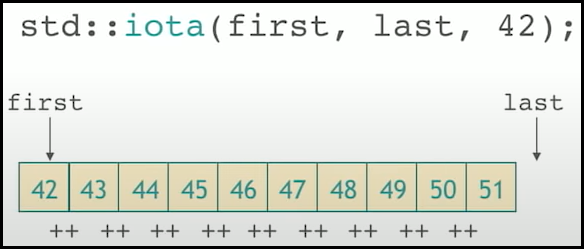 std::iota(first, last, 42);
first last
42 43 44 45 46 47 48 49 50 51
++ ++ ++ ++ ++ ++ ++ ++ ++